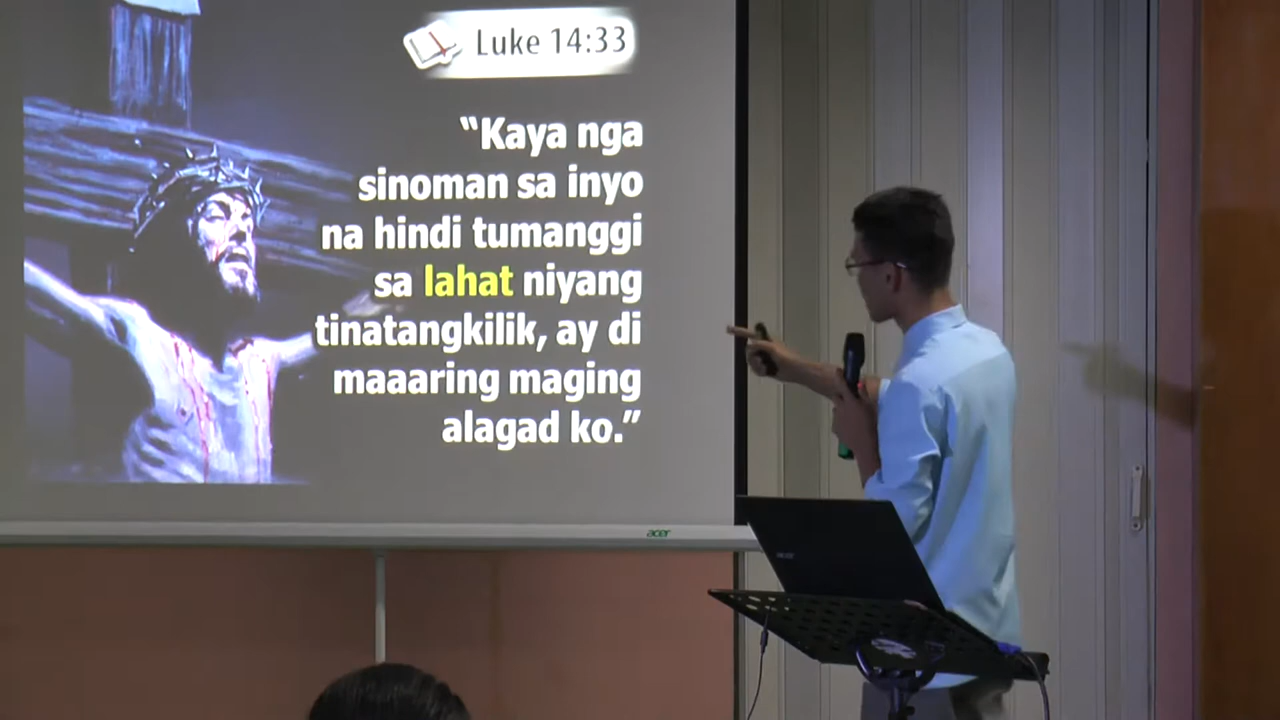 Luke 14:33
“Kaya nga
sinoman sa inyo
na hindi tumanggi
sa lahat niyang
tinatangkilik, ay di
maaaring maging
alagad ko.”
acer